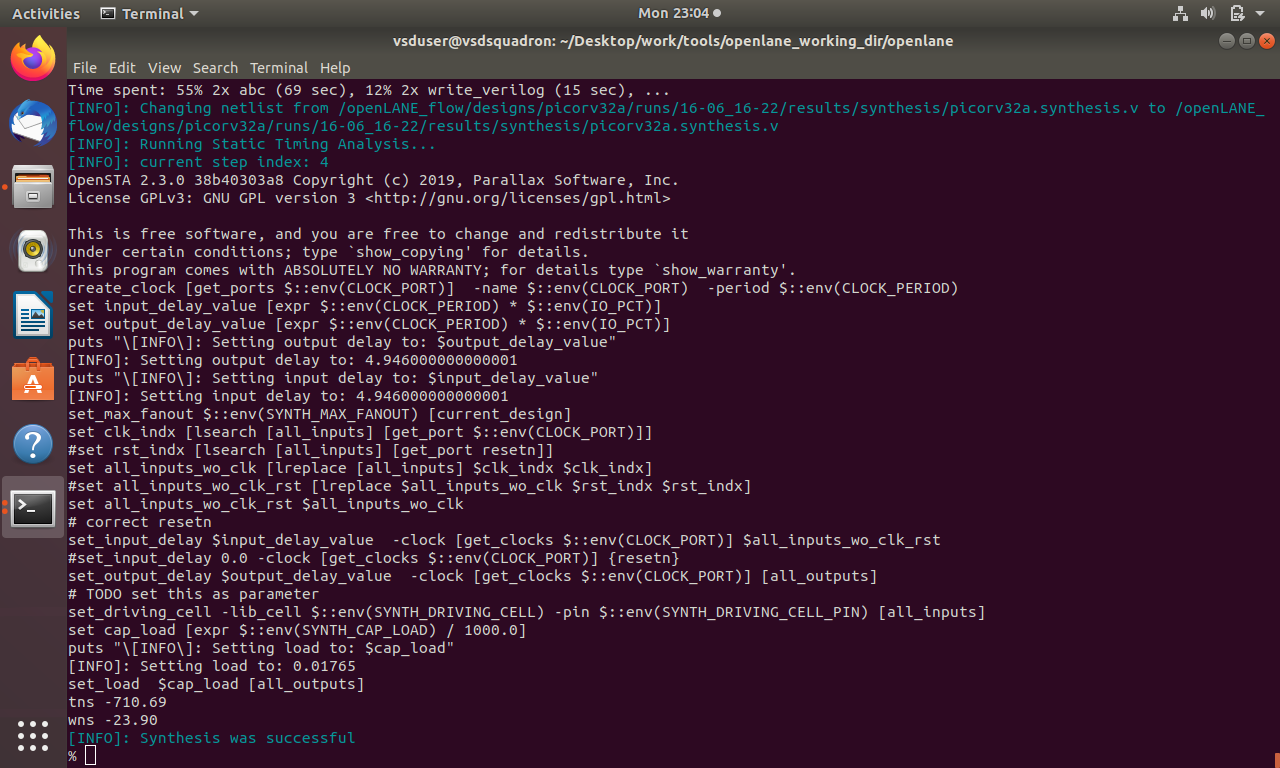 Activities Terminal Mon 23:04
vsduser@vsdsquadron: ~/Desktop/work/tools/openlane_working_dir/openlane
File Edit View Search Terminal Help
Time spent: 55% 2x abc (69 sec), 12% 2x write_verilog (15 sec), ...
[INFO]: Changing netlist from /openLANE_flow/designs/picorv32a/runs/16-06_16-22/results/synthesis/picorv32a.synthesis.v to /openLANE_
flow/designs/picorv32a/runs/16-06_16-22/results/synthesis/picorv32a.synthesis.v
[INFO]: Running Static Timing Analysis...
[INFO]: current step index: 4
OpenSTA 2.3.0 38b40303a8 Copyright (c) 2019, Parallax Software, Inc.
License GPLv3: GNU GPL version 3 <http://gnu.org/licenses/gpl.html>
This is free software, and you are free to change and redistribute it
under certain conditions; type `show_copying' for details.
This program comes with ABSOLUTELY NO WARRANTY; for details type `show_warranty'.
create_clock [get_ports $::env(CLOCK_PORT)]  -name $::env(CLOCK_PORT)  -period $::env(CLOCK_PERIOD)
set input_delay_value [expr $::env(CLOCK_PERIOD) * $::env(IO_PCT)]
set output_delay_value [expr $::env(CLOCK_PERIOD) * $::env(IO_PCT)]
puts "\[INFO\]: Setting output delay to: $output_delay_value"
[INFO]: Setting output delay to: 4.946000000000001
puts "\[INFO\]: Setting input delay to: $input_delay_value"
[INFO]: Setting input delay to: 4.946000000000001
set_max_fanout $::env(SYNTH_MAX_FANOUT) [current_design]
set clk_indx [lsearch [all_inputs] [get_port $::env(CLOCK_PORT)]]
#set rst_indx [lsearch [all_inputs] [get_port resetn]]
set all_inputs_wo_clk [lreplace [all_inputs] $clk_indx $clk_indx]
#set all_inputs_wo_clk_rst [lreplace $all_inputs_wo_clk $rst_indx $rst_indx]
set all_inputs_wo_clk_rst $all_inputs_wo_clk
# correct resetn
set_input_delay $input_delay_value  -clock [get_clocks $::env(CLOCK_PORT)] $all_inputs_wo_clk_rst
#set_input_delay 0.0 -clock [get_clocks $::env(CLOCK_PORT)] {resetn}
set_output_delay $output_delay_value  -clock [get_clocks $::env(CLOCK_PORT)] [all_outputs]
# TODO set this as parameter
set_driving_cell -lib_cell $::env(SYNTH_DRIVING_CELL) -pin $::env(SYNTH_DRIVING_CELL_PIN) [all_inputs]
set cap_load [expr $::env(SYNTH_CAP_LOAD) / 1000.0]
puts "\[INFO\]: Setting load to: $cap_load"
[INFO]: Setting load to: 0.01765
set_load  $cap_load [all_outputs]
tns -710.69
wns -23.90
[INFO]: Synthesis was successful
%